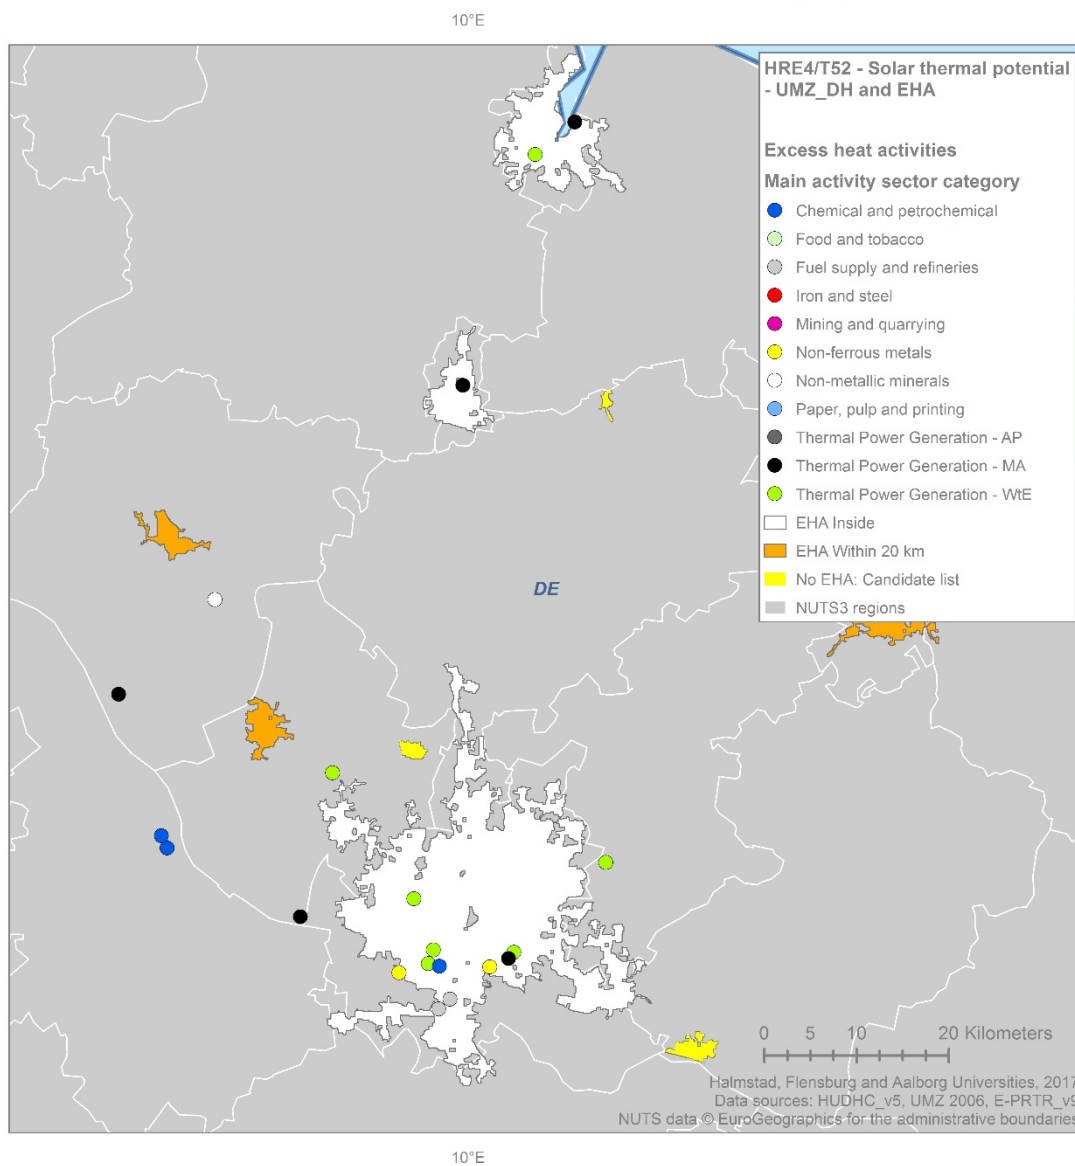 10°E
HRE4/T52 - Solar thermal potential
- UMZ_DH and EHA
Excess heat activities
Main activity sector category
Chemical and petrochemical
Food and tobacco
Fuel supply and refineries
Iron and steel
Mining and quarrying
Non-ferrous metals
Non-metallic minerals
Paper, pulp and printing
Thermal Power Generation - AP
Thermal Power Generation - MA
Thermal Power Generation - WtE
EHA Inside
EHA Within 20 km
No EHA: Candidate list
NUTS3 regions
DE
0 5 10 20 Kilometers
Halmstad, Flensburg and Aalborg Universities, 2017
Data sources: HUDHC_v5, UMZ 2006, E-PRTR_v9
NUTS data © EuroGeographics for the administrative boundaries
10°E